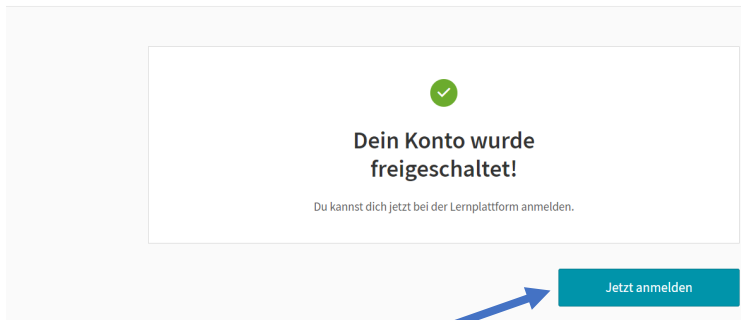 Dein Konto wurde
freigeschaltet!
Du kannst dich jetzt bei der Lernplattform anmelden.
Jetzt anmelden